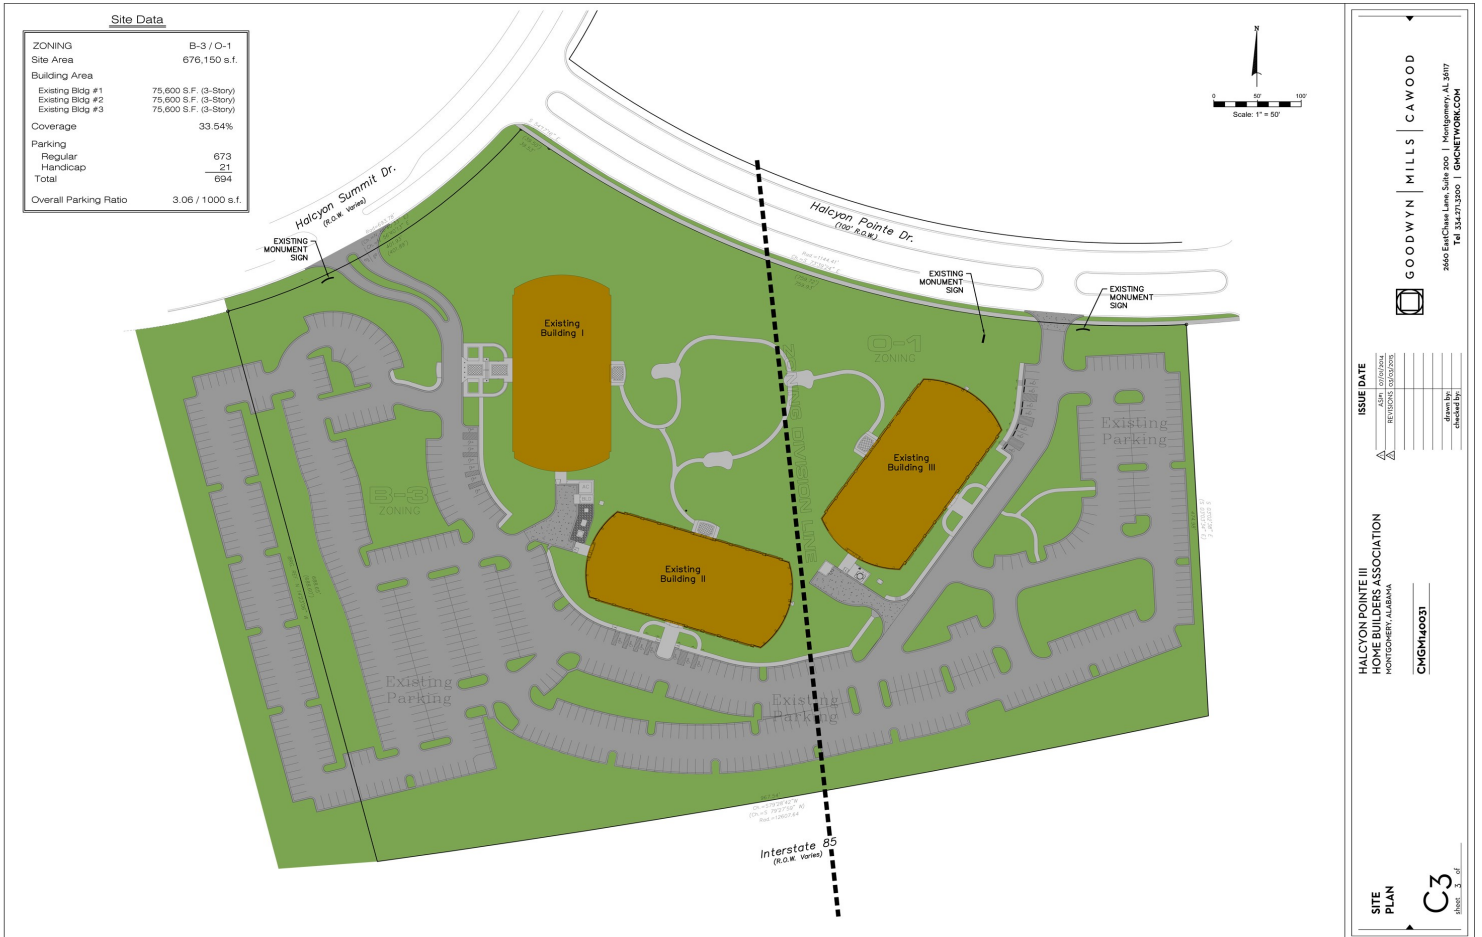 Site Data
ZONING B-3 / O-1
Site Area 676,150 s.f.
Building Area
Existing Bldg #1 75,600 S.F. (3-Story)
Existing Bldg #2 75,600 S.F. (3-Story)
Existing Bldg #3 75,600 S.F. (3-Story)
Coverage 33.54%
Parking
Regular 673
Handicap 21
Total 694
Overall Parking Ratio 3.06 / 1000 s.f.
N
0 50' 100'
Scale: 1" = 50'
Halcyon Summit Dr.
(R.O.W. Varies)
Halcyon Pointe Dr.
(100' R.O.W.)
EXISTING
MONUMENT
SIGN
EXISTING
MONUMENT
SIGN
EXISTING
MONUMENT
SIGN
Existing
Building I
Existing
Building II
Existing
Building III
O-1
ZONING
B-3
ZONING
ZONING DIVISION LINE
Existing
Parking
Existing
Parking
Existing
Parking
Interstate 85
(R.O.W. Varies)
GOODWYN | MILLS | CAWOOD
2660 EastChase Lane, Suite 200 | Montgomery, AL 36117
Tel 334.271.3200 | GMCNETWORK.COM
ISSUE DATE
REVISIONS
drawn by:
checked by:
HALCYON POINTE III
HOME BUILDERS ASSOCIATION
MONTGOMERY, ALABAMA
CMGM140031
SITE
PLAN
C3
sheet 3 of